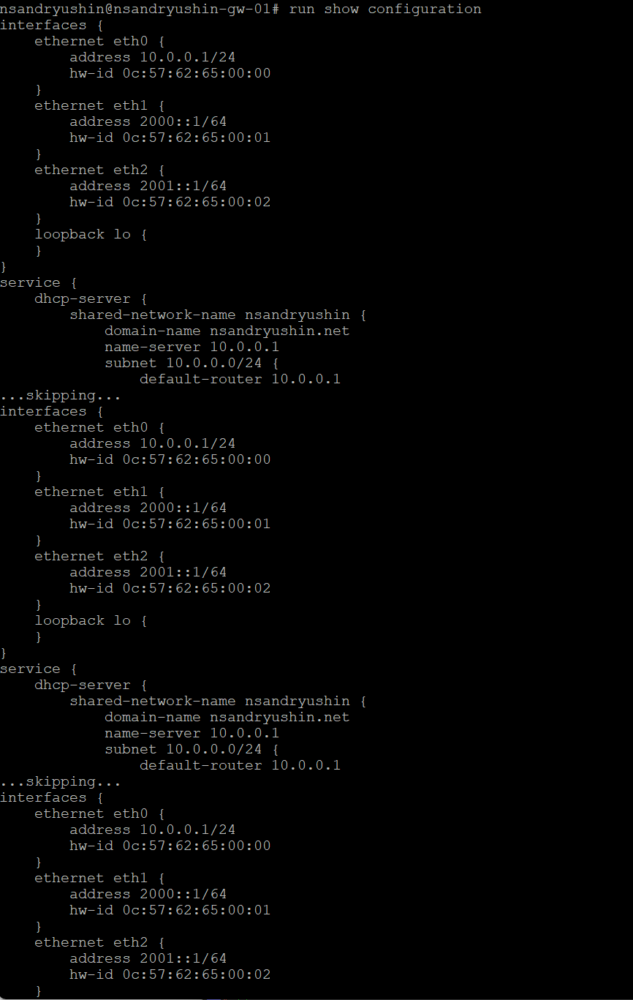 nsandryushin@nsandryushin-gw-01# run show configuration
interfaces {
    ethernet eth0 {
        address 10.0.0.1/24
        hw-id 0c:57:62:65:00:00
    }
    ethernet eth1 {
        address 2000::1/64
        hw-id 0c:57:62:65:00:01
    }
    ethernet eth2 {
        address 2001::1/64
        hw-id 0c:57:62:65:00:02
    }
    loopback lo {
    }
}
service {
    dhcp-server {
        shared-network-name nsandryushin {
            domain-name nsandryushin.net
            name-server 10.0.0.1
            subnet 10.0.0.0/24 {
                default-router 10.0.0.1
...skipping...
interfaces {
    ethernet eth0 {
        address 10.0.0.1/24
        hw-id 0c:57:62:65:00:00
    }
    ethernet eth1 {
        address 2000::1/64
        hw-id 0c:57:62:65:00:01
    }
    ethernet eth2 {
        address 2001::1/64
        hw-id 0c:57:62:65:00:02
    }
    loopback lo {
    }
}
service {
    dhcp-server {
        shared-network-name nsandryushin {
            domain-name nsandryushin.net
            name-server 10.0.0.1
            subnet 10.0.0.0/24 {
                default-router 10.0.0.1
...skipping...
interfaces {
    ethernet eth0 {
        address 10.0.0.1/24
        hw-id 0c:57:62:65:00:00
    }
    ethernet eth1 {
        address 2000::1/64
        hw-id 0c:57:62:65:00:01
    }
    ethernet eth2 {
        address 2001::1/64
        hw-id 0c:57:62:65:00:02
    }